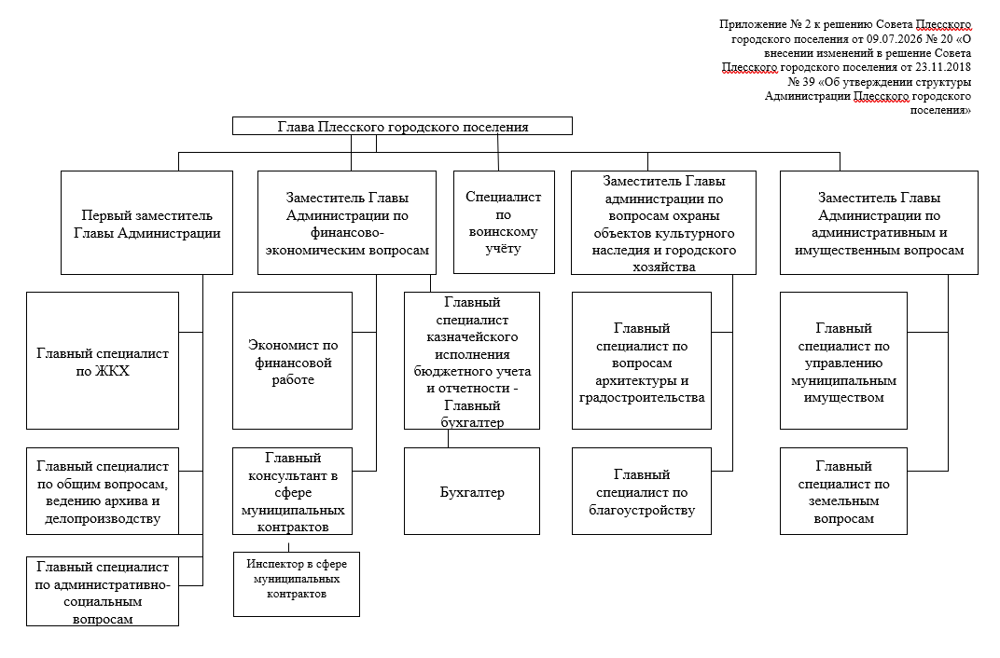 Приложение № 2 к решению Совета Плесского
городского поселения от 09.07.2026 № 20 «О
внесении изменений в решение Совета
Плесского городского поселения от 23.11.2018
№ 39 «Об утверждении структуры
Администрации Плесского городского
поселения»
Глава Плесского городского поселения
Первый заместитель
Главы Администрации
Заместитель Главы
Администрации по
финансово-
экономическим вопросам
Специалист
по
воинскому
учёту
Заместитель Главы
администрации по
вопросам охраны
объектов культурного
наследия и городского
хозяйства
Заместитель Главы
Администрации по
административным и
имущественным вопросам
Главный специалист
по ЖКХ
Экономист по
финансовой
работе
Главный
специалист
казначейского
исполнения
бюджетного учета
и отчетности -
Главный
бухгалтер
Главный
специалист по
вопросам
архитектуры и
градостроительства
Главный
специалист по
управлению
муниципальным
имуществом
Главный специалист
по общим вопросам,
ведению архива и
делопроизводству
Главный
консультант в
сфере
муниципальных
контрактов
Бухгалтер
Главный
специалист по
благоустройству
Главный
специалист по
земельным
вопросам
Главный специалист
по административно-
социальным
вопросам
Инспектор в сфере
муниципальных
контрактов